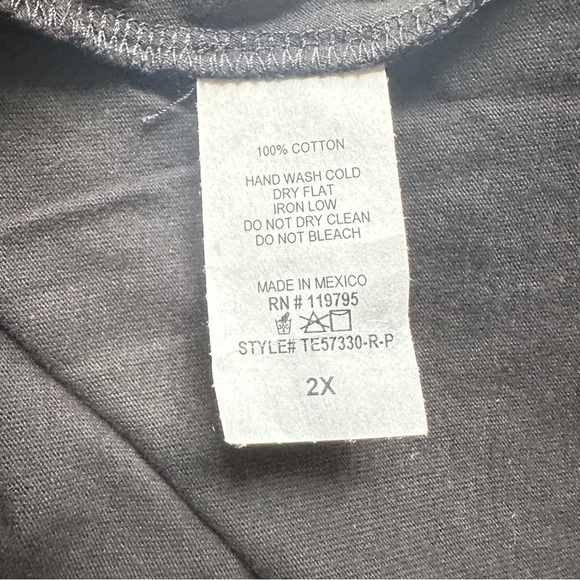 100% COTTON
HAND WASH COLD
DRY FLAT
IRON LOW
DO NOT DRY CLEAN
DO NOT BLEACH
MADE IN MEXICO
RN # 119795
STYLE# TE57330-R-P
2X